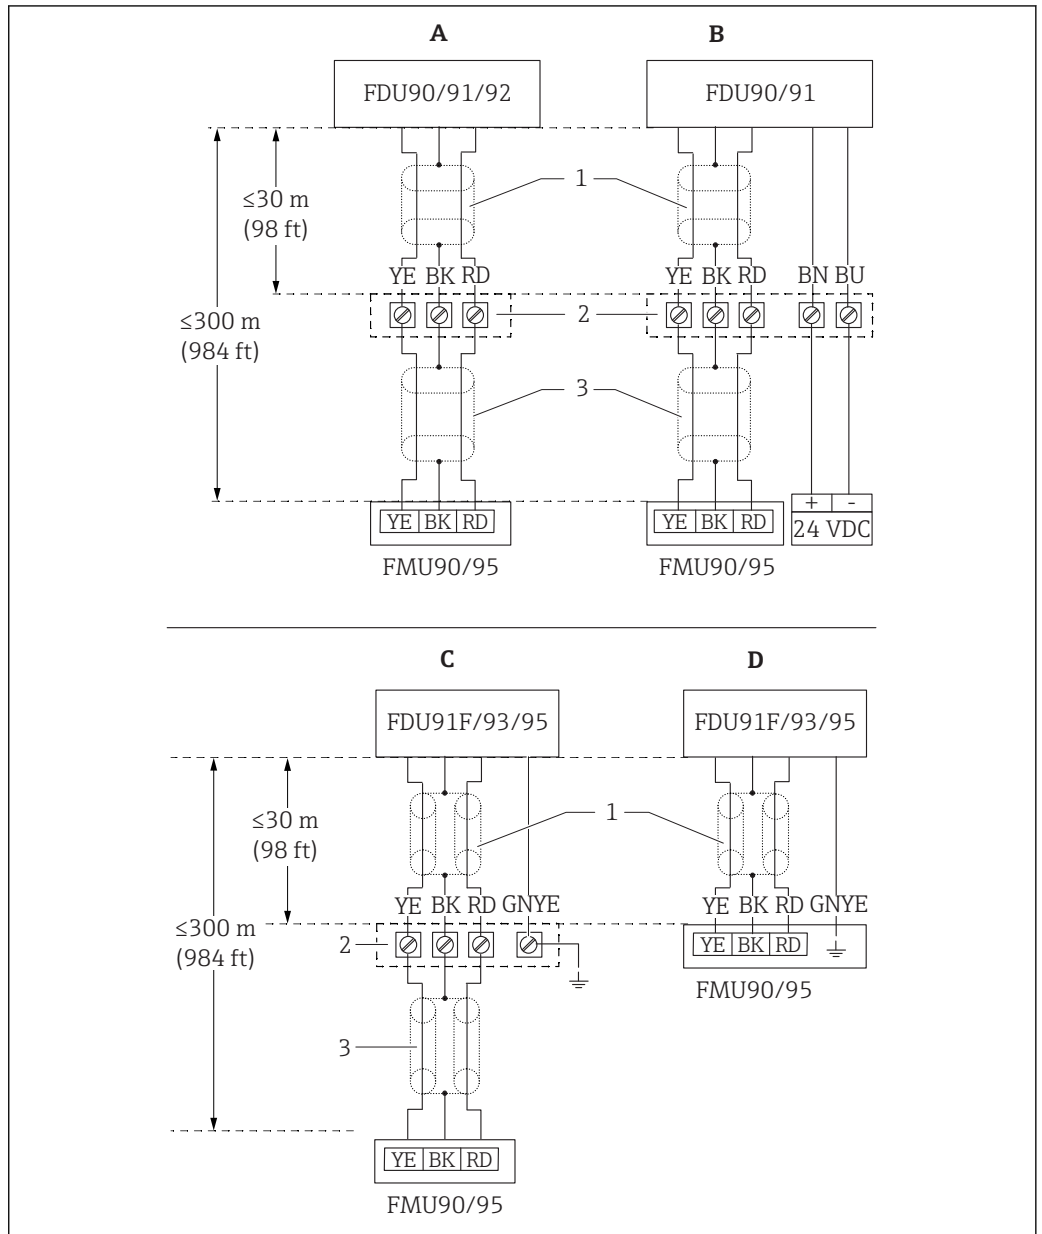 A B
FDU90/91/92 FDU90/91
≤30 m
(98 ft)
1
YE BK RD YE BK RD BN BU
≤300 m
(984 ft)
2
3
+ -
YE BK RD YE BK RD 24 VDC
FMU90/95 FMU90/95
C D
FDU91F/93/95 FDU91F/93/95
≤30 m
(98 ft)
1
YE BK RD GNYE YE BK RD GNYE
≤300 m
(984 ft)
2
YE BK RD
FMU90/95
3
YE BK RD
FMU90/95